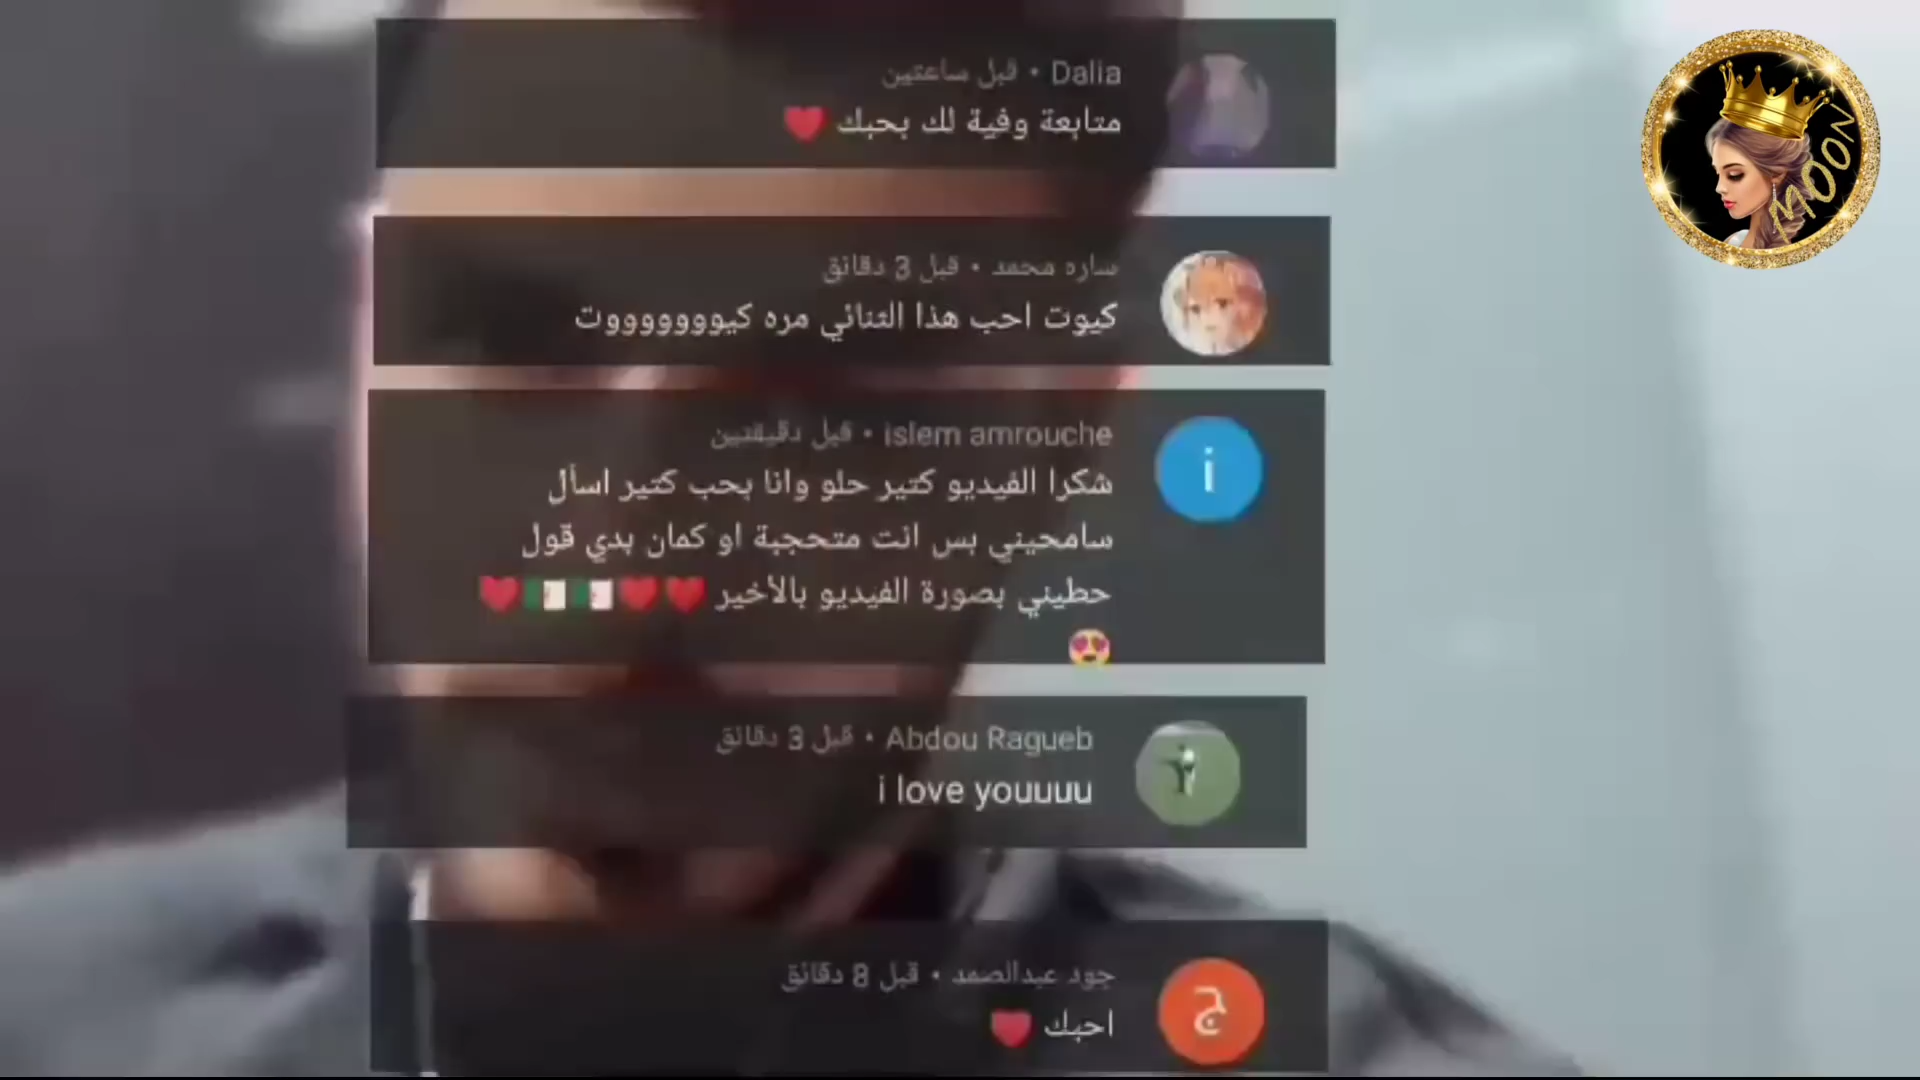 Dalia • قبل ساعتين
متابعة وفية لك بحبك ❤️
ساره محمد • قبل 3 دقائق
كيوت احب هذا الثنائي مره كيوووووووت
islem amrouche • قبل دقيقتين
i
شكرا الفيديو كتير حلو وانا بحب كتير اسأل
سامحيني بس انت متحجبة او كمان بدي قول
حطيني بصورة الفيديو بالأخير ❤️❤️🇩🇿🇩🇿❤️
😍
Abdou Ragueb • قبل 3 دقائق
i love youuuu
جود عبدالصمد • قبل 8 دقائق
ج
احبك ❤️
MOON